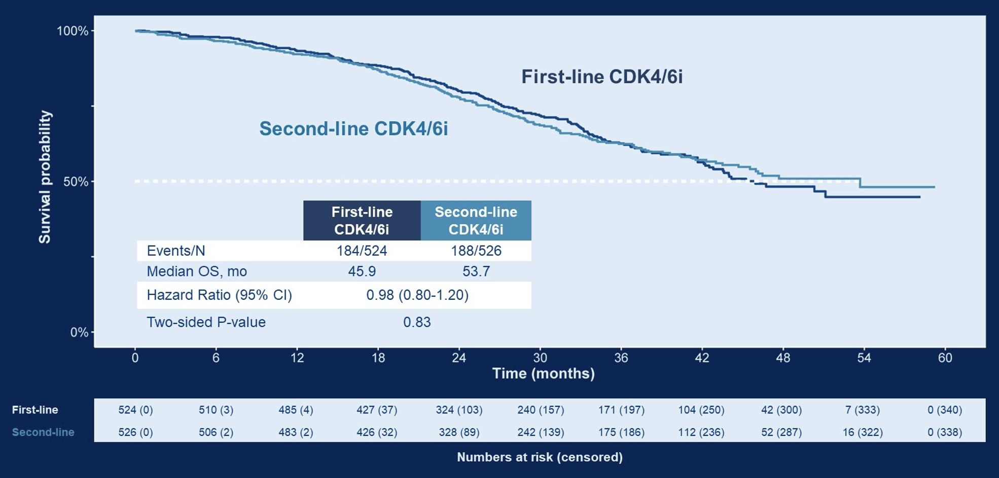 100%
First-line CDK4/6i
Second-line CDK4/6i
Survival probability
50%
First-line CDK4/6i Second-line CDK4/6i
Events/N 184/524 188/526
Median OS, mo 45.9 53.7
Hazard Ratio (95% CI) 0.98 (0.80-1.20)
Two-sided P-value 0.83
0%
0 6 12 18 24 30 36 42 48 54 60
Time (months)
First-line 524 (0) 510 (3) 485 (4) 427 (37) 324 (103) 240 (157) 171 (197) 104 (250) 42 (300) 7 (333) 0 (340)
Second-line 526 (0) 506 (2) 483 (2) 426 (32) 328 (89) 242 (139) 175 (186) 112 (236) 52 (287) 16 (322) 0 (338)
Numbers at risk (censored)